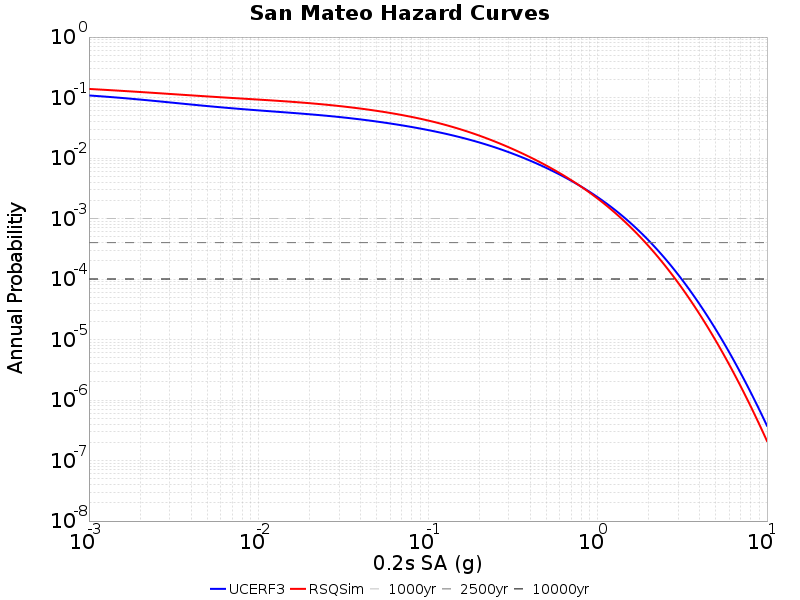 San Mateo Hazard Curves
10^0
10^-1
10^-2
10^-3
10^-4
10^-5
10^-6
10^-7
10^-8
Annual Probabilitiy
10^-3 10^-2 10^-1 10^0 10^1
0.2s SA (g)
UCERF3 RSQSim 1000yr 2500yr 10000yr